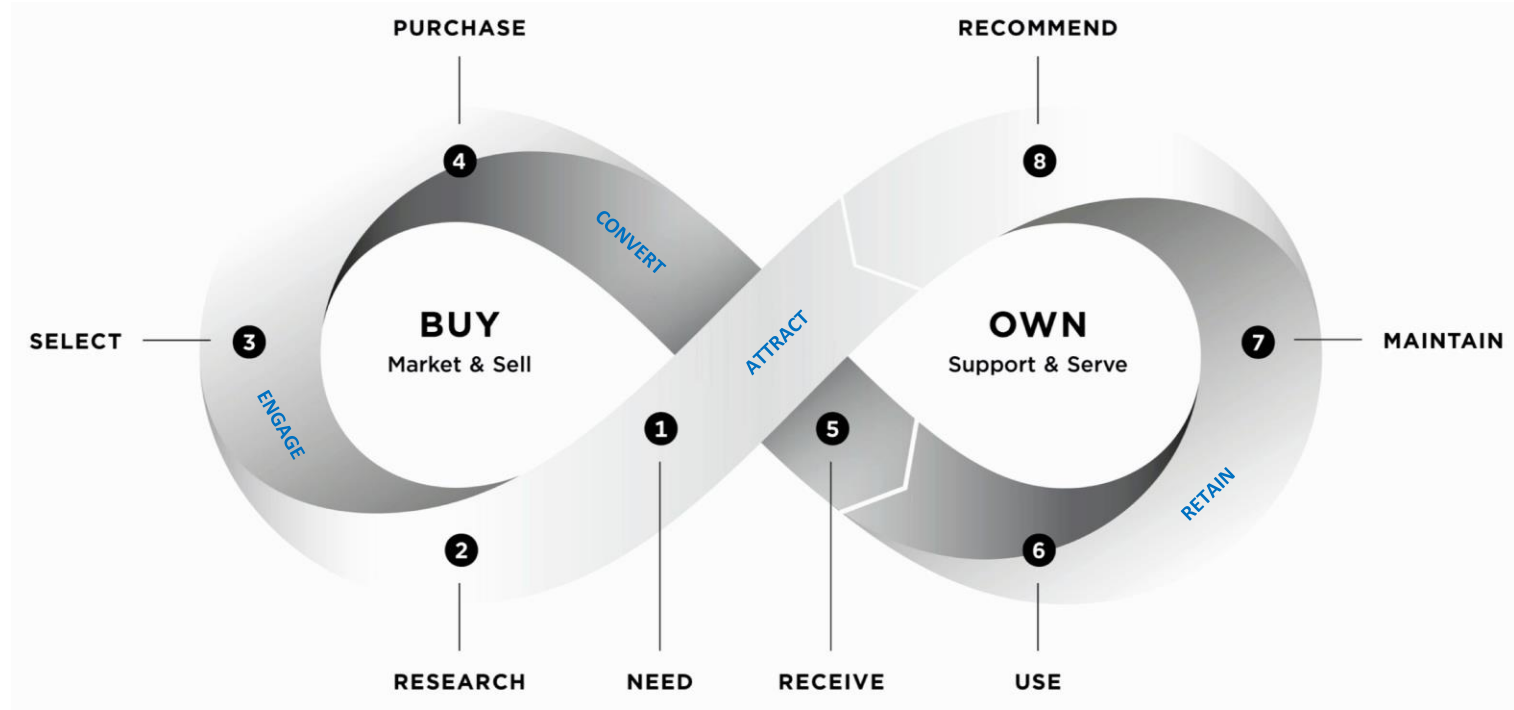 PURCHASE
RECOMMEND
4
8
CONVERT
BUY
Market & Sell
OWN
Support & Serve
ATTRACT
SELECT
3
7
MAINTAIN
ENGAGE
1
5
RETAIN
2
6
RESEARCH
NEED
RECEIVE
USE